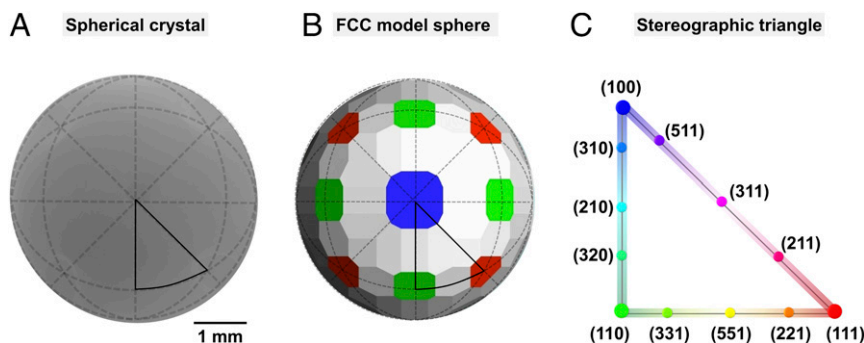 A Spherical crystal
B FCC model sphere
C Stereographic triangle
1 mm
(100)
(511)
(310)
(311)
(210)
(211)
(320)
(110) (331) (551) (221) (111)